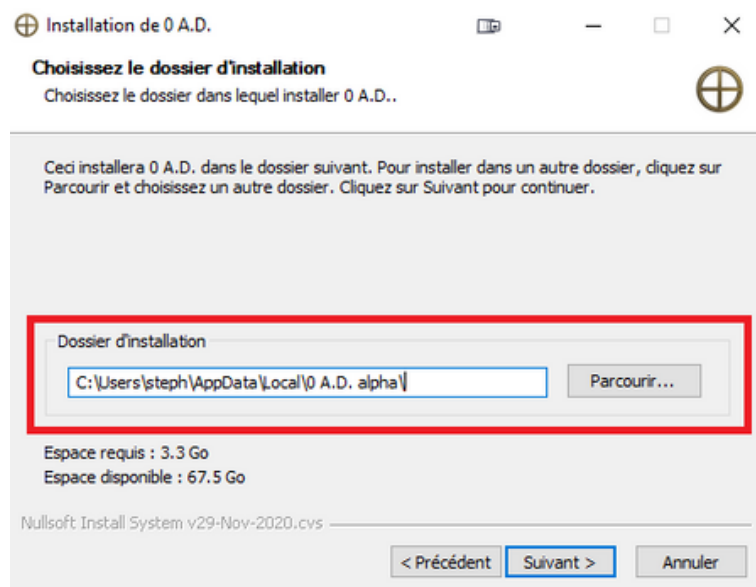 Installation de 0 A.D.
Choisissez le dossier d'installation
Choisissez le dossier dans lequel installer 0 A.D..
Ceci installera 0 A.D. dans le dossier suivant. Pour installer dans un autre dossier, cliquez sur
Parcourir et choisissez un autre dossier. Cliquez sur Suivant pour continuer.
Dossier d'installation
C:\Users\steph\AppData\Local\0 A.D. alpha\
Parcourir...
Espace requis : 3.3 Go
Espace disponible : 67.5 Go
Nullsoft Install System v29-Nov-2020.cvs
< Précédent
Suivant >
Annuler